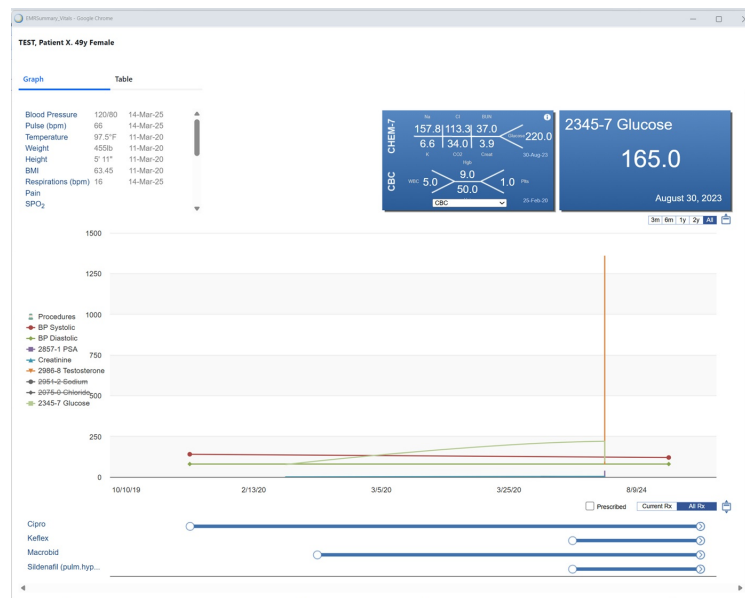 EMRSummary_Vitals - Google Chrome
TEST, Patient X. 49y Female
Graph Table
Blood Pressure 120/80 14-Mar-25
Pulse (bpm) 66 14-Mar-25
Temperature 97.5°F 11-Mar-20
Weight 455lb 11-Mar-20
Height 5' 11" 11-Mar-20
BMI 63.45 11-Mar-20
Respirations (bpm) 16 14-Mar-25
Pain
SPO2
CHEM-7
Na Cl BUN
157.8 113.3 37.0 Glucose 220.0
6.6 34.0 3.9
K CO2 Creat 30-Aug-23
CBC
Hgb
9.0
WBC 5.0 1.0 Plts
50.0
CBC 25-Feb-20
2345-7 Glucose
165.0
August 30, 2023
3m 6m 1y 2y All
1500
1250
1000
750
500
250
0
Procedures
BP Systolic
BP Diastolic
2857-1 PSA
Creatinine
2986-8 Testosterone
2951-2 Sodium
2075-0 Chloride
2345-7 Glucose
10/10/19 2/13/20 3/5/20 3/25/20 8/9/24
Prescribed Current Rx All Rx
Cipro
Keflex
Macrobid
Sildenafil (pulm.hyp...